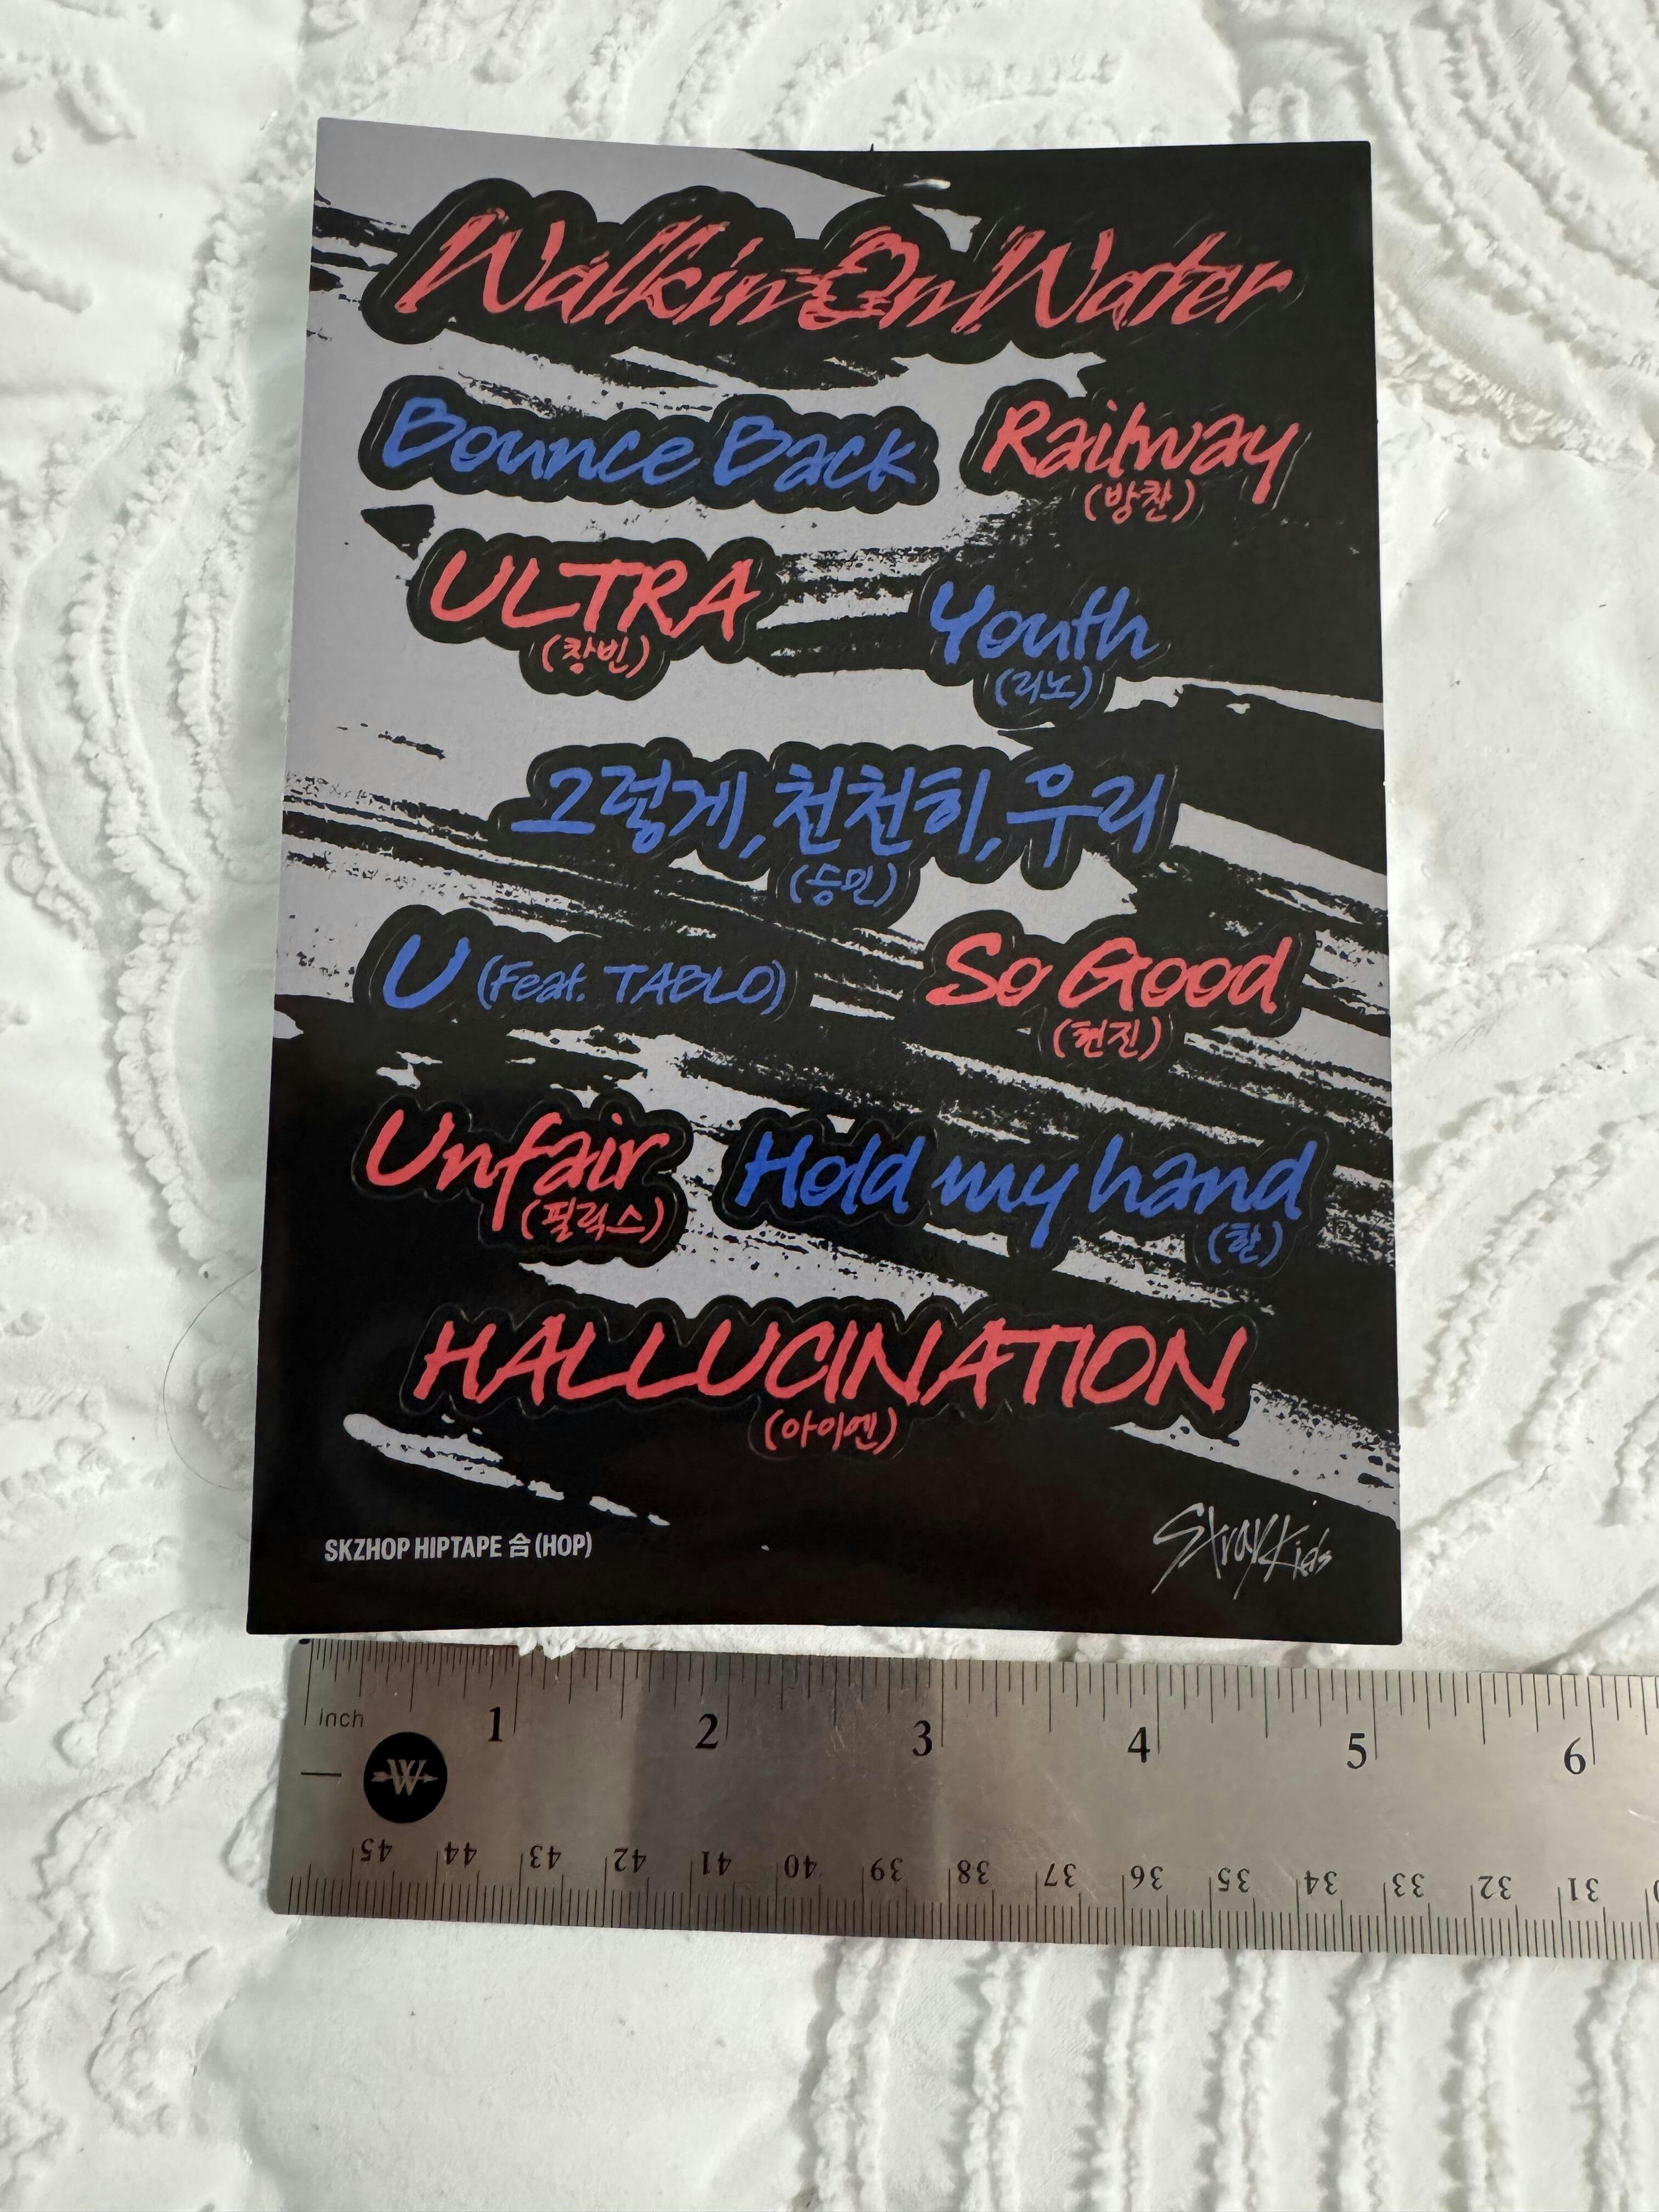 Walkin On Water
Bounce Back
Railway
(방찬)
ULTRA
(창빈)
Youth
(리노)
그렇게, 천천히, 우리
(승민)
U (Feat. TABLO)
So Good
(현진)
Unfair
(필릭스)
Hold my hand
(한)
HALLUCINATION
(아이엔)
SKZHOP HIPTAPE 合 (HOP)
Stray Kids
inch 1 2 3 4 5 6
W
45 44 43 42 41 40 39 38 37 36 35 34 33 32 31